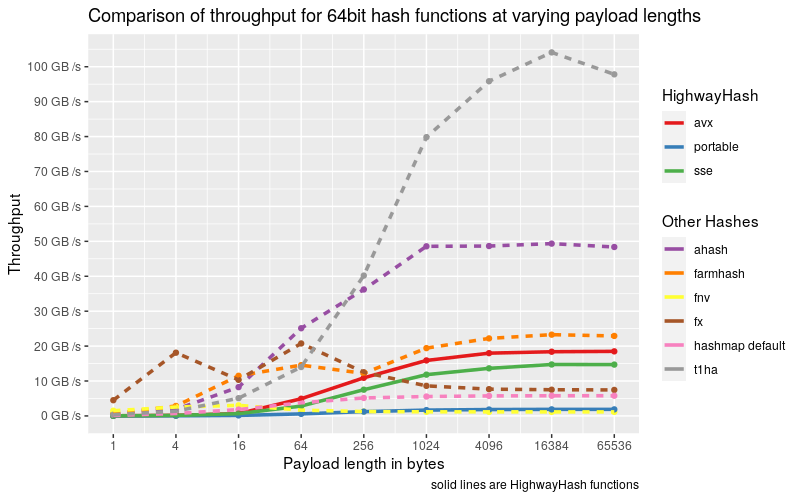 Comparison of throughput for 64bit hash functions at varying payload lengths
Throughput
100 GB /s
90 GB /s
80 GB /s
70 GB /s
60 GB /s
50 GB /s
40 GB /s
30 GB /s
20 GB /s
10 GB /s
0 GB /s
1 4 16 64 256 1024 4096 16384 65536
Payload length in bytes
solid lines are HighwayHash functions
HighwayHash
avx
portable
sse
Other Hashes
ahash
farmhash
fnv
fx
hashmap default
t1ha